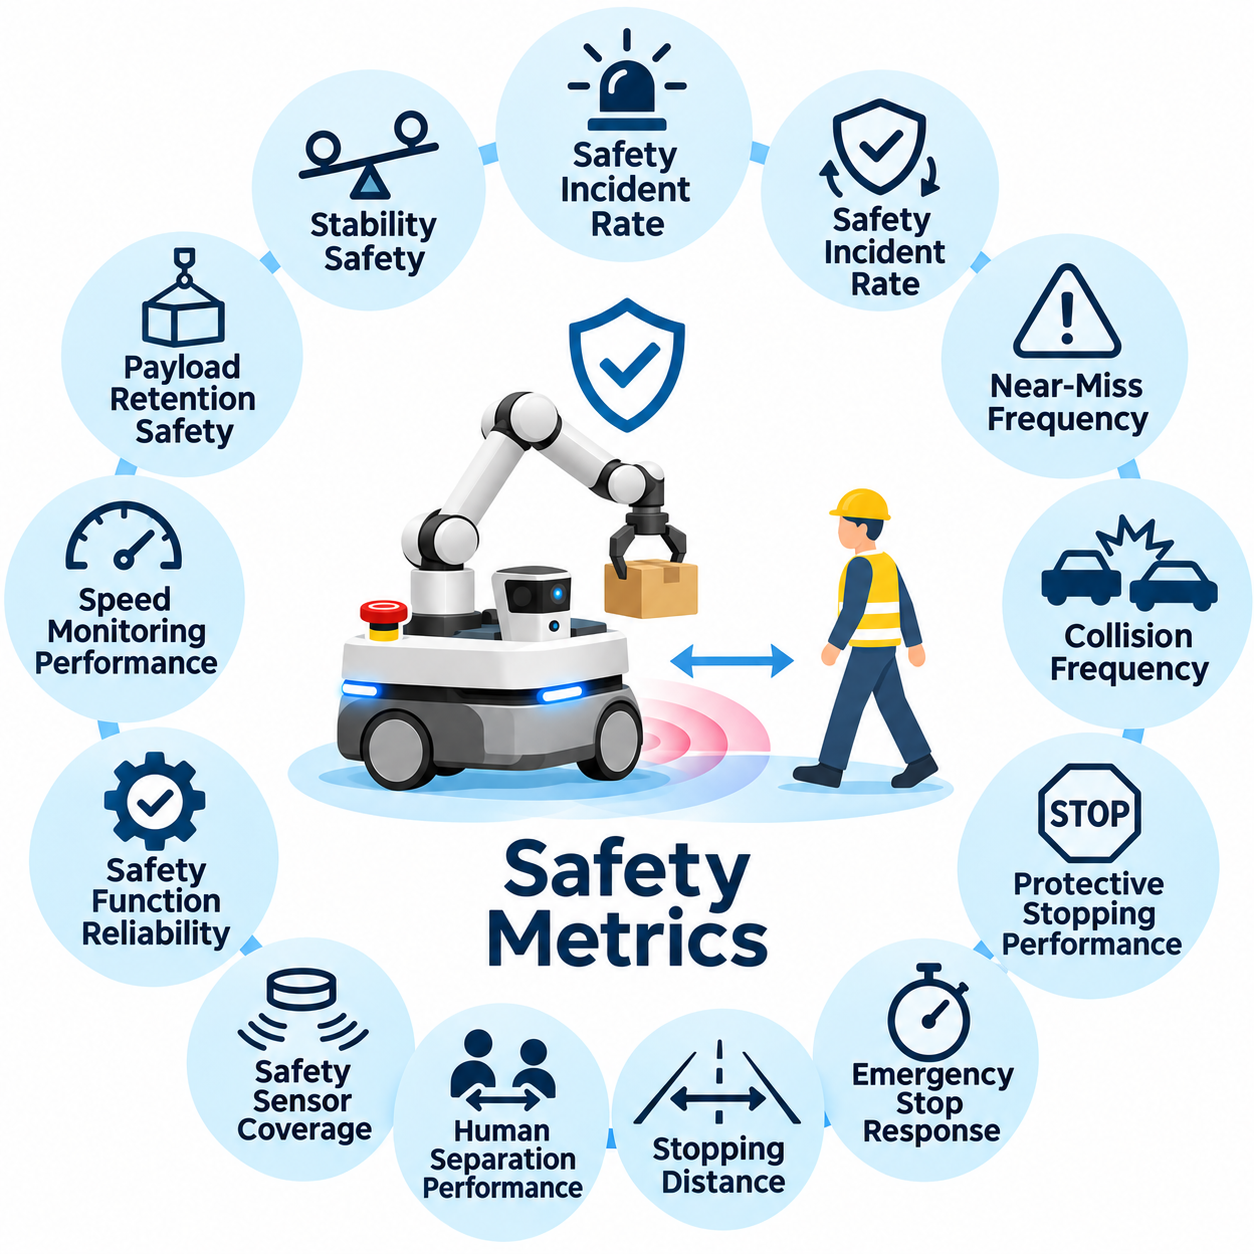 Safety
Incident
Rate
Safety
Incident
Rate
Near-Miss
Frequency
Collision
Frequency
STOP
Protective
Stopping
Performance
Emergency
Stop
Response
Stopping
Distance
Human
Separation
Performance
Safety
Sensor
Coverage
Safety
Function
Reliability
Speed
Monitoring
Performance
Payload
Retention
Safety
Stability
Safety
Safety
Metrics